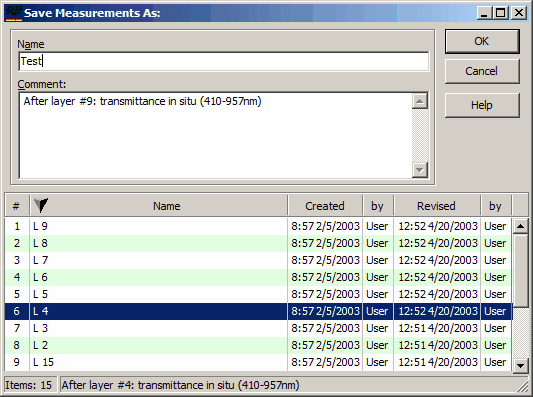 Save Measurements As:
Name
Test
Comment:
After layer #9: transmittance in situ (410-957nm)
OK
Cancel
Help
# Name Created by Revised by
1 L 9 8:57 2/5/2003 User 12:52 4/20/2003 User
2 L 8 8:57 2/5/2003 User 12:52 4/20/2003 User
3 L 7 8:57 2/5/2003 User 12:52 4/20/2003 User
4 L 6 8:57 2/5/2003 User 12:52 4/20/2003 User
5 L 5 8:57 2/5/2003 User 12:52 4/20/2003 User
6 L 4 8:57 2/5/2003 User 12:52 4/20/2003 User
7 L 3 8:57 2/5/2003 User 12:51 4/20/2003 User
8 L 2 8:57 2/5/2003 User 12:51 4/20/2003 User
9 L 15 8:57 2/5/2003 User 12:52 4/20/2003 User
Items: 15 After layer #4: transmittance in situ (410-957nm)